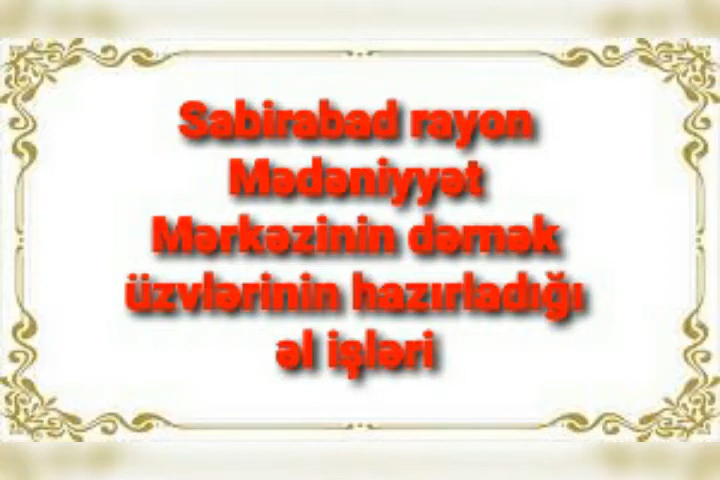 Sabirabad rayon
Mədəniyyət
Mərkəzinin dərnək
üzvlərinin hazırladığı
əl işləri